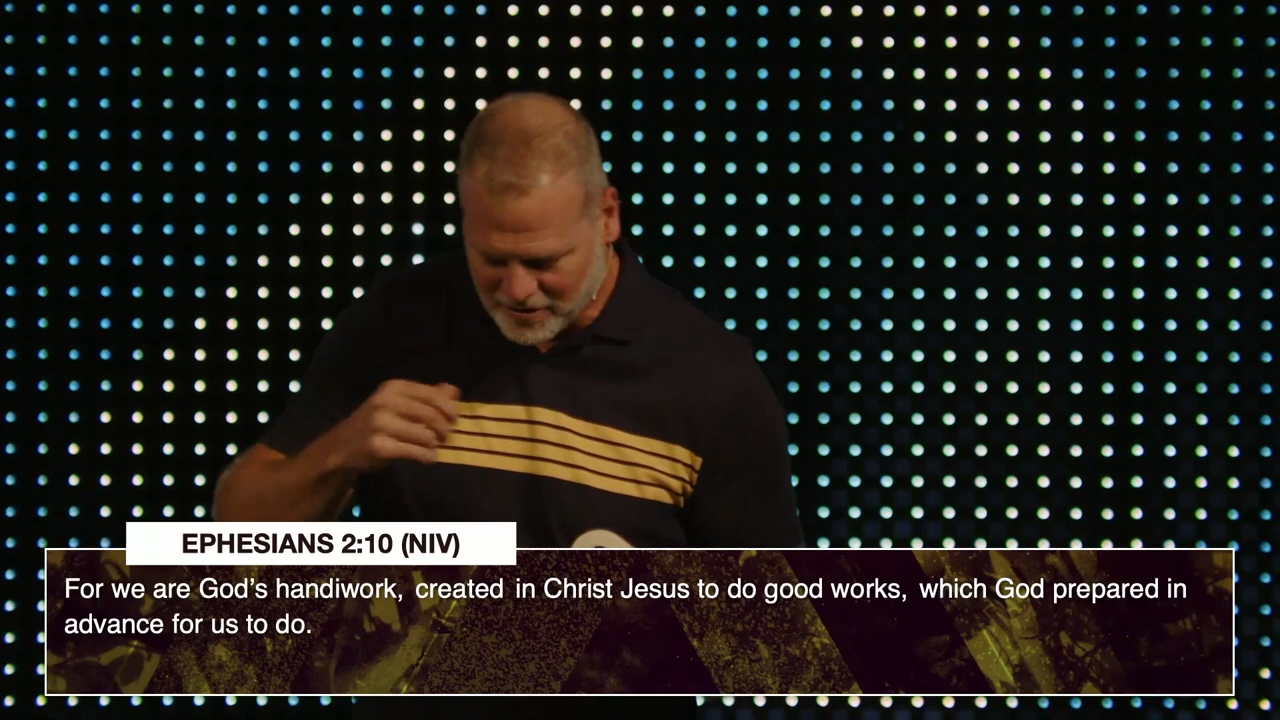 EPHESIANS 2:10 (NIV)
For we are God's handiwork, created in Christ Jesus to do good works, which God prepared in
advance for us to do.